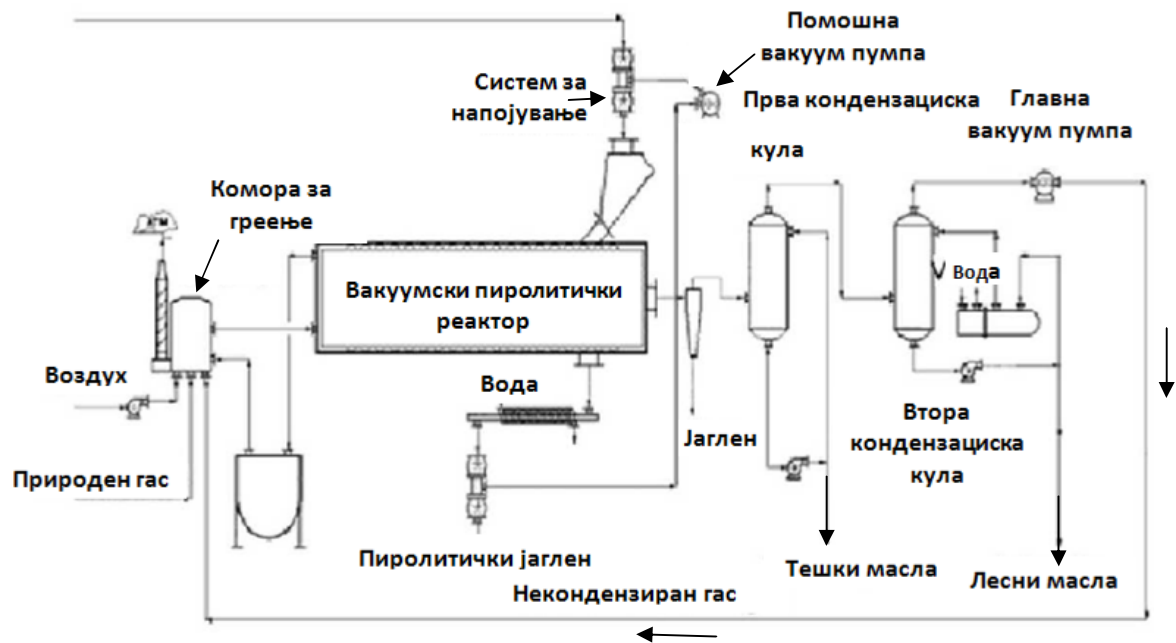 Помошна
вакуум пумпа
Систем за
напојување
Прва кондензациска
кула
Главна
вакуум пумпа
Комора за
греење
АТМ
Вакуумски пиролитички
реактор
Вода
Воздух
Вода
Јаглен
Втора
кондензациска
кула
Природен гас
Пиролитички јаглен
Тешки масла
Лесни масла
Некондензиран гас